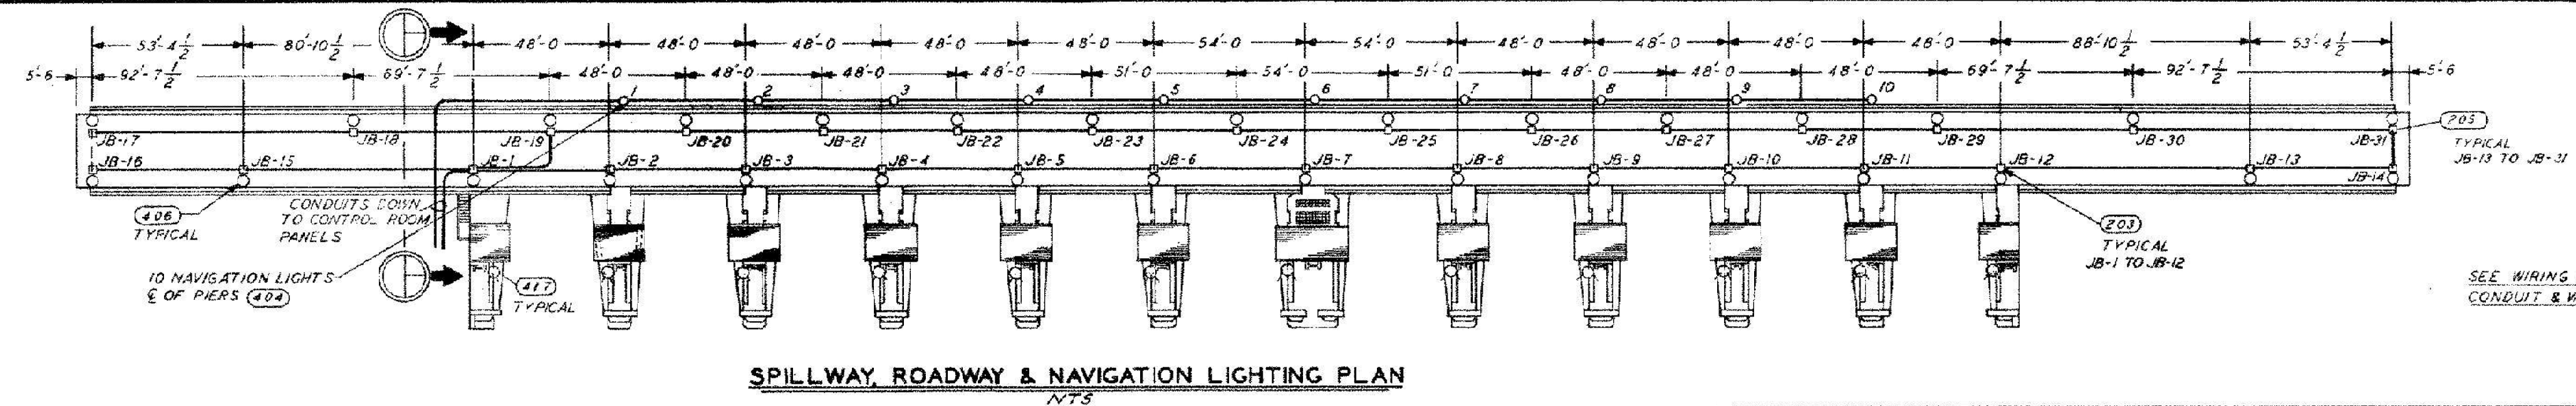 53'-4 1/2 80'-10 1/2 48'-0 48'-0 48'-0 48'-0 48'-0 54'-0 54'-0 48'-0 48'-0 48'-0 48'-0 88'-10 1/2 53'-4 1/2
5'-6 92'-7 1/2 69'-7 1/2 48'-0 48'-0 48'-0 48'-0 51'-0 54'-0 51'-0 48'-0 48'-0 48'-0 69'-7 1/2 92'-7 1/2 5'-6
1 2 3 4 5 6 7 8 9 10
JB-17 JB-18 JB-19 JB-20 JB-21 JB-22 JB-23 JB-24 JB-25 JB-26 JB-27 JB-28 JB-29 JB-30 JB-31
205
TYPICAL
JB-13 TO JB-31
JB-16 JB-15 JB-1 JB-2 JB-3 JB-4 JB-5 JB-6 JB-7 JB-8 JB-9 JB-10 JB-11 JB-12 JB-13 JB-14
406
TYPICAL
CONDUITS DOWN
TO CONTROL ROOM
PANELS
203
TYPICAL
JB-1 TO JB-12
10 NAVIGATION LIGHTS
℄ OF PIERS 404
417
TYPICAL
SEE WIRING
CONDUIT &
SPILLWAY, ROADWAY & NAVIGATION LIGHTING PLAN
NTS